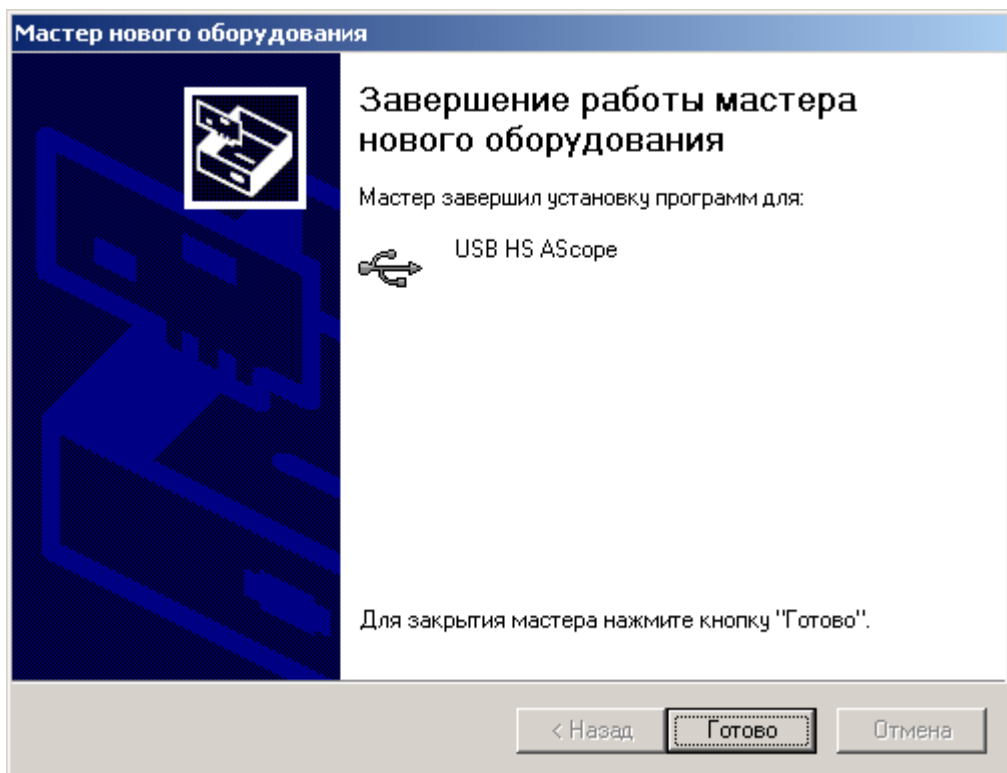 Мастер нового оборудования
Завершение работы мастера
нового оборудования
Мастер завершил установку программ для:
USB HS AScope
Для закрытия мастера нажмите кнопку "Готово".
< Назад
Готово
Отмена